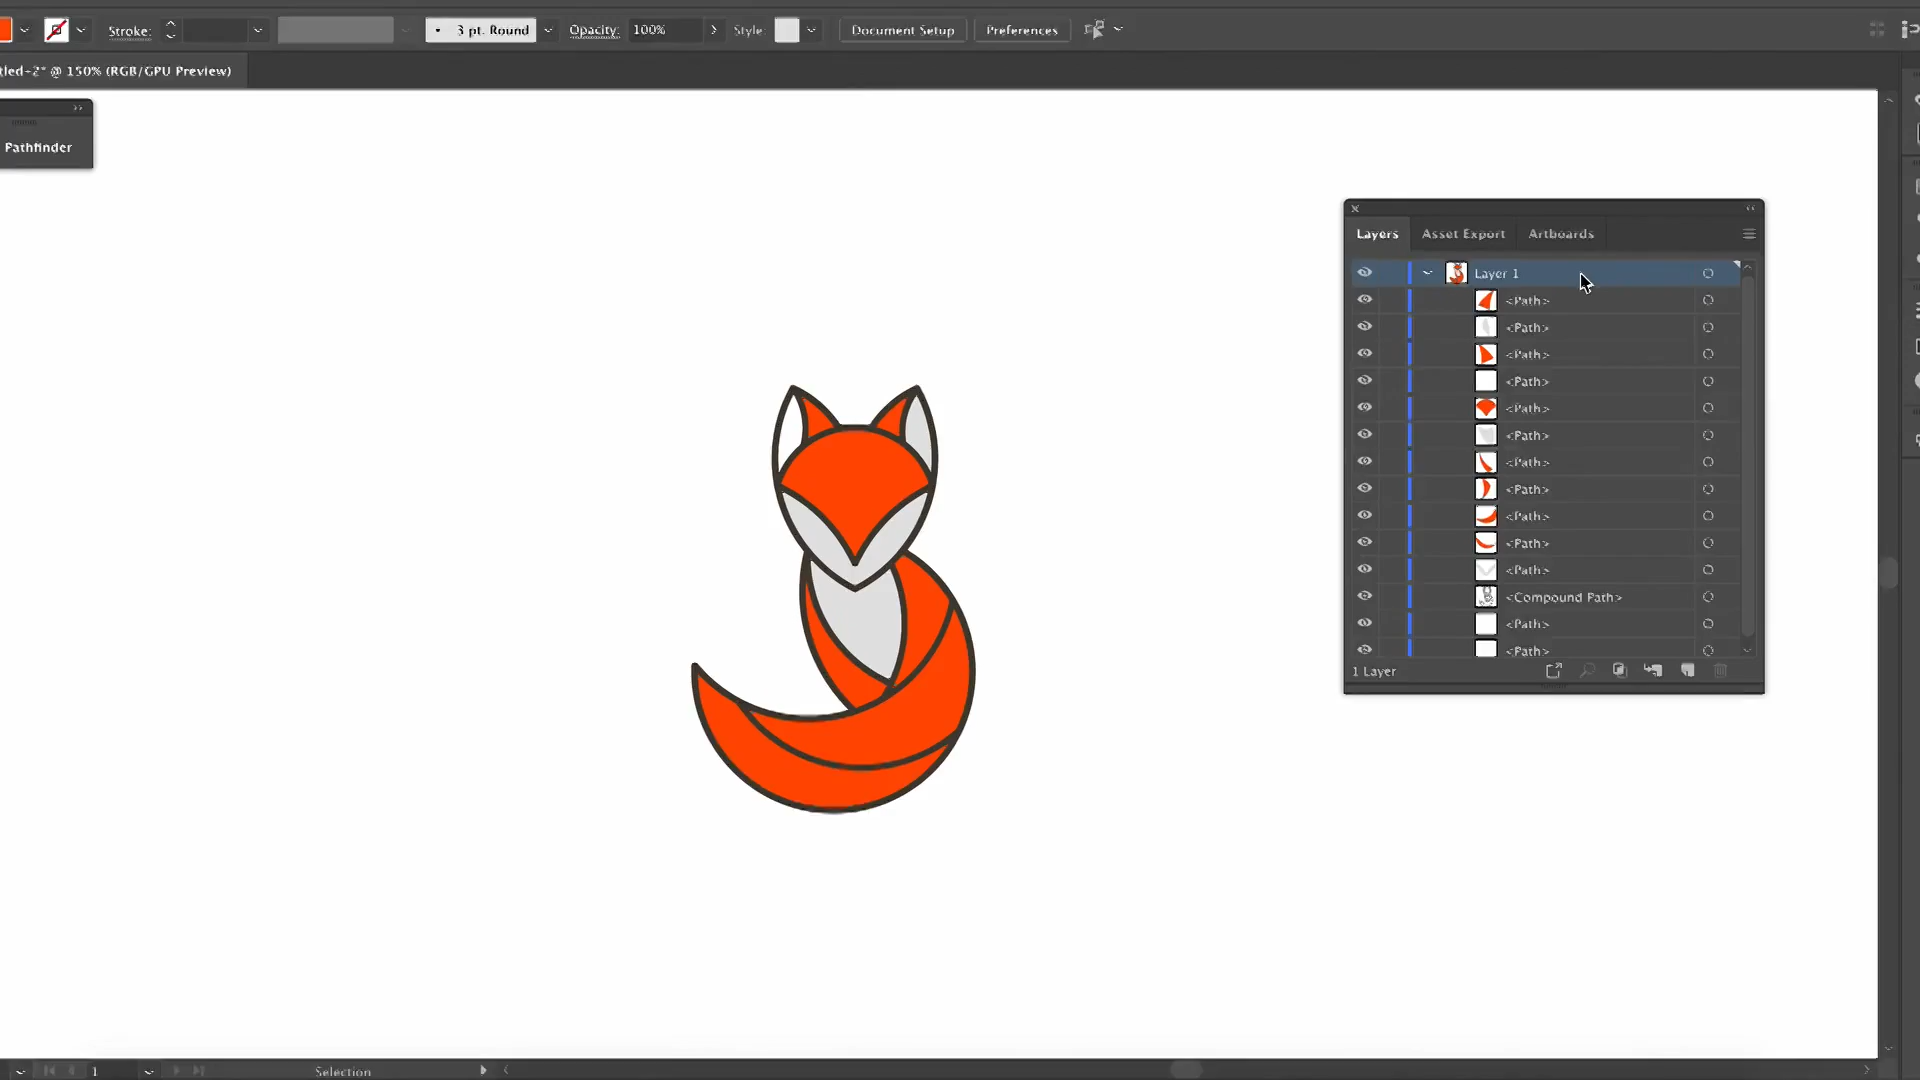 Stroke: 3 pt. Round Opacity: 100% Style: Document Setup Preferences
tled-2* @ 150% (RGB/GPU Preview)
Pathfinder
Layers Asset Export Artboards
Layer 1
<Path>
<Path>
<Path>
<Path>
<Path>
<Path>
<Path>
<Path>
<Path>
<Path>
<Path>
<Compound Path>
<Path>
<Path>
1 Layer
1 Selection